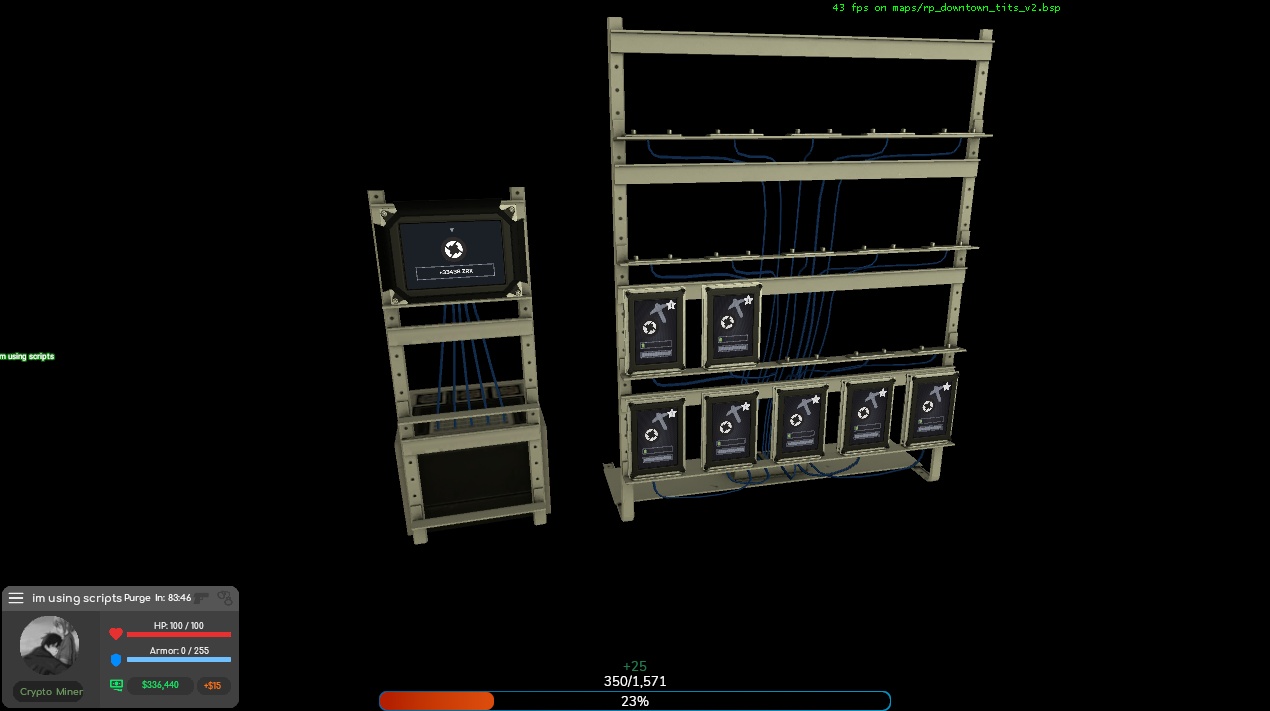 43 fps on maps/rp_downtown_tits_v2.bsp
m using scripts
im using scripts Purge In: 83:46
HP: 100 / 100
Armor: 0 / 255
Crypto Miner
$336,440
+$15
+25
350/1,571
23%